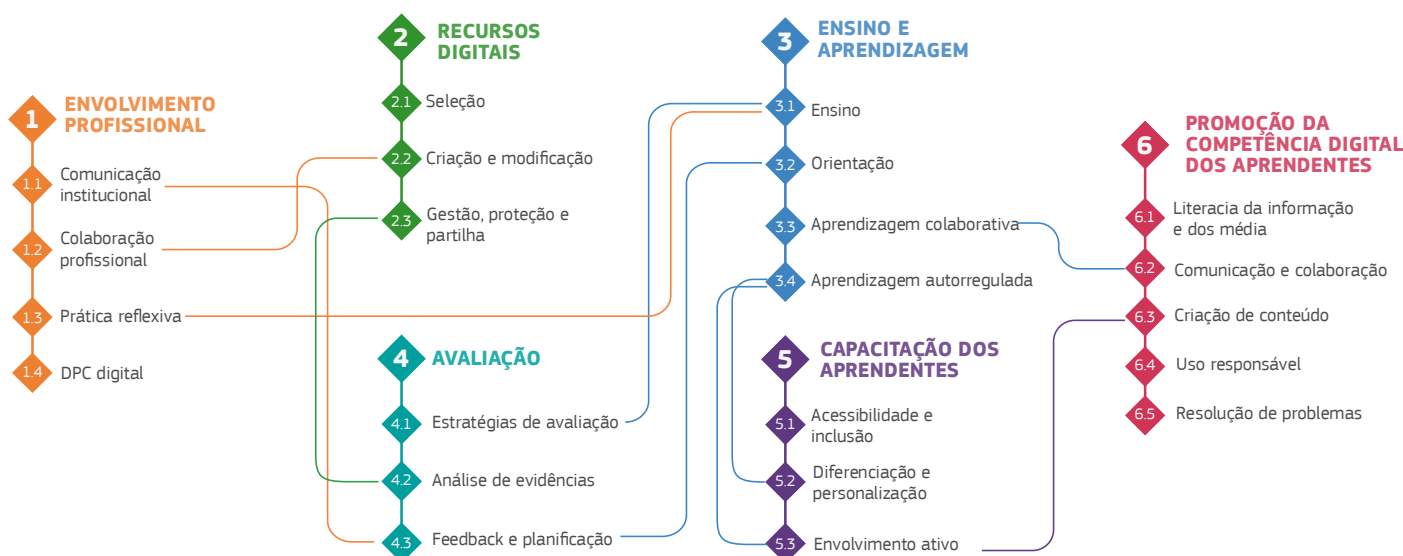 1
ENVOLVIMENTO
PROFISSIONAL
1.1
Comunicação
institucional
1.2
Colaboração
profissional
1.3
Prática reflexiva
1.4
DPC digital
2
RECURSOS
DIGITAIS
2.1
Seleção
2.2
Criação e modificação
2.3
Gestão, proteção e
partilha
3
ENSINO E
APRENDIZAGEM
3.1
Ensino
3.2
Orientação
3.3
Aprendizagem colaborativa
3.4
Aprendizagem autorregulada
4
AVALIAÇÃO
4.1
Estratégias de avaliação
4.2
Análise de evidências
4.3
Feedback e planificação
5
CAPACITAÇÃO DOS
APRENDENTES
5.1
Acessibilidade e
inclusão
5.2
Diferenciação e
personalização
5.3
Envolvimento ativo
6
PROMOÇÃO DA
COMPETÊNCIA DIGITAL
DOS APRENDENTES
6.1
Literacia da informação
e dos média
6.2
Comunicação e colaboração
6.3
Criação de conteúdo
6.4
Uso responsável
6.5
Resolução de problemas